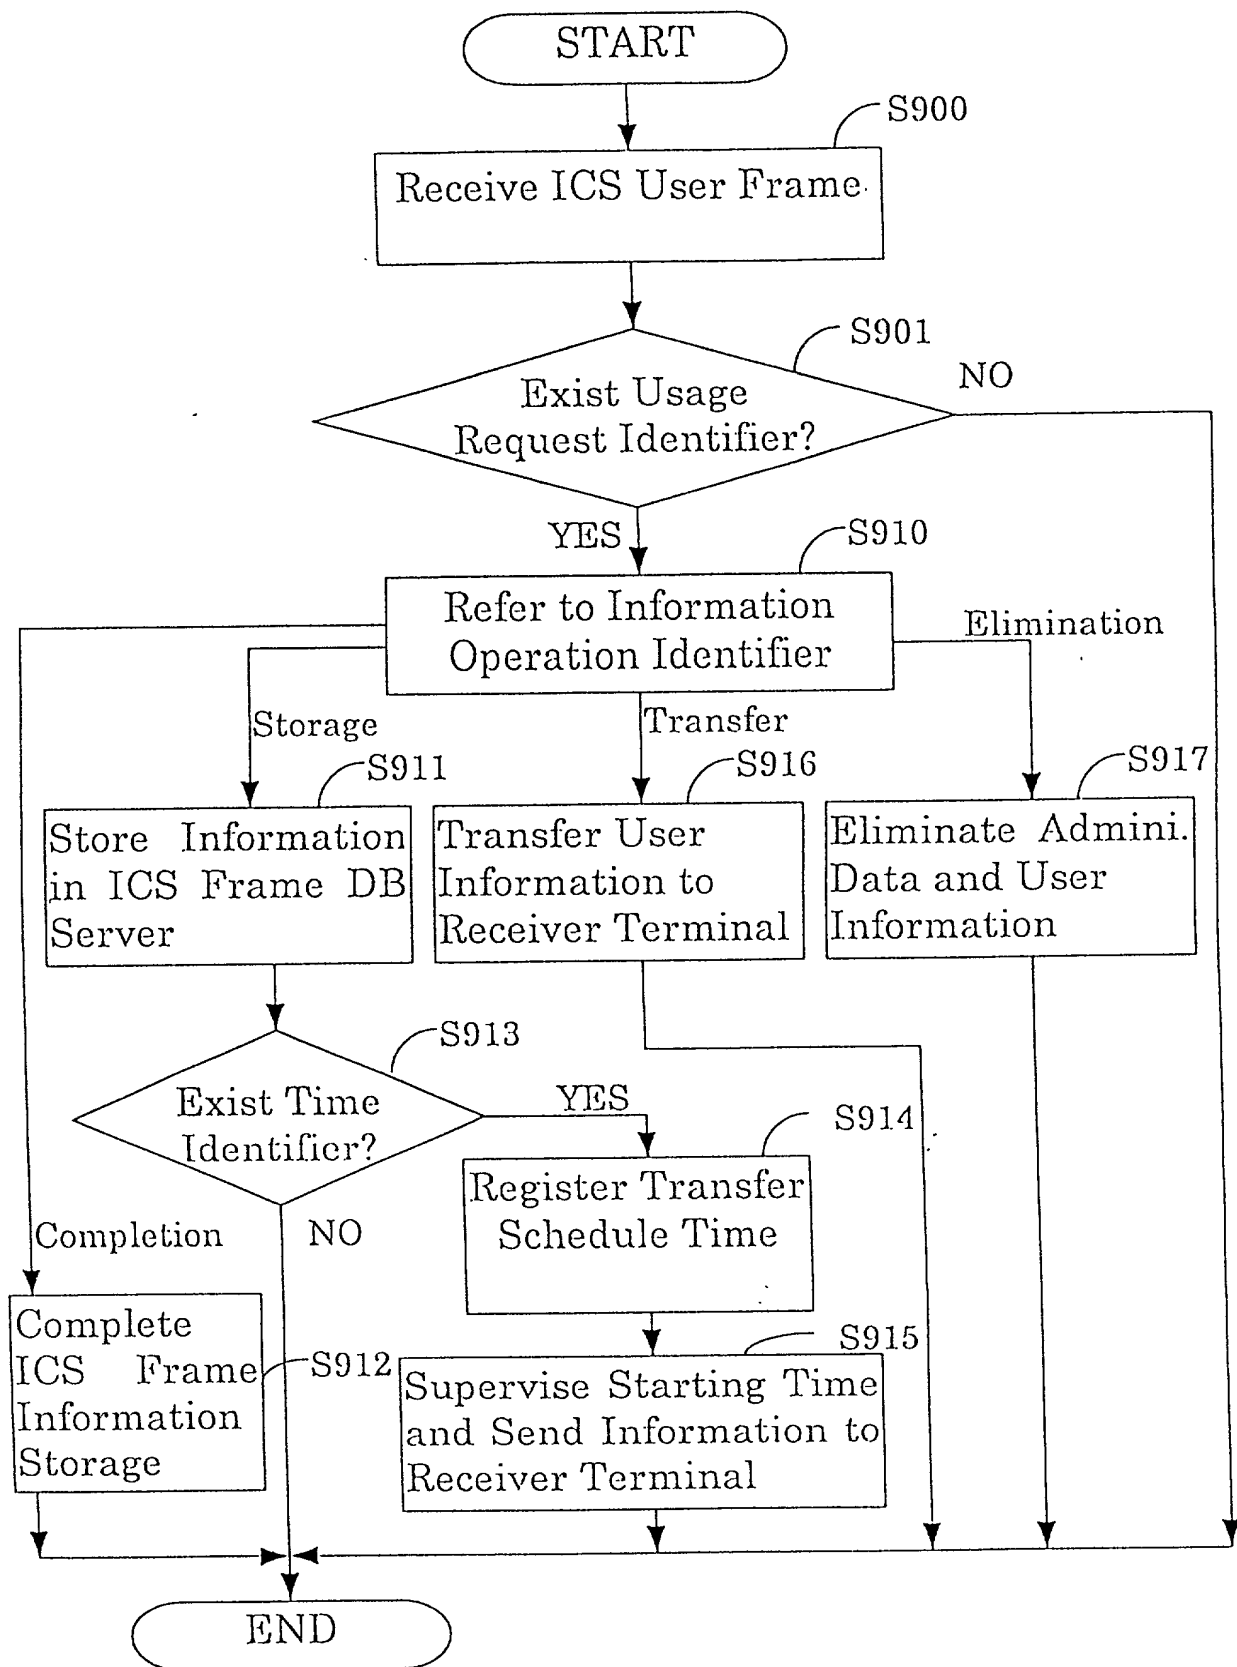 START
S900
Receive ICS User Frame
S901
NO
Exist Usage
Request Identifier?
YES
S910
Refer to Information
Operation Identifier
Elimination
Storage
Transfer
S911
S916
S917
Store Information
in ICS Frame DB
Server
Transfer User
Information to
Receiver Terminal
Eliminate Admini.
Data and User
Information
S913
Exist Time
Identifier?
YES
S914
Register Transfer
Schedule Time
Completion
NO
Complete
ICS Frame
Information
Storage
S912
S915
Supervise Starting Time
and Send Information to
Receiver Terminal
END